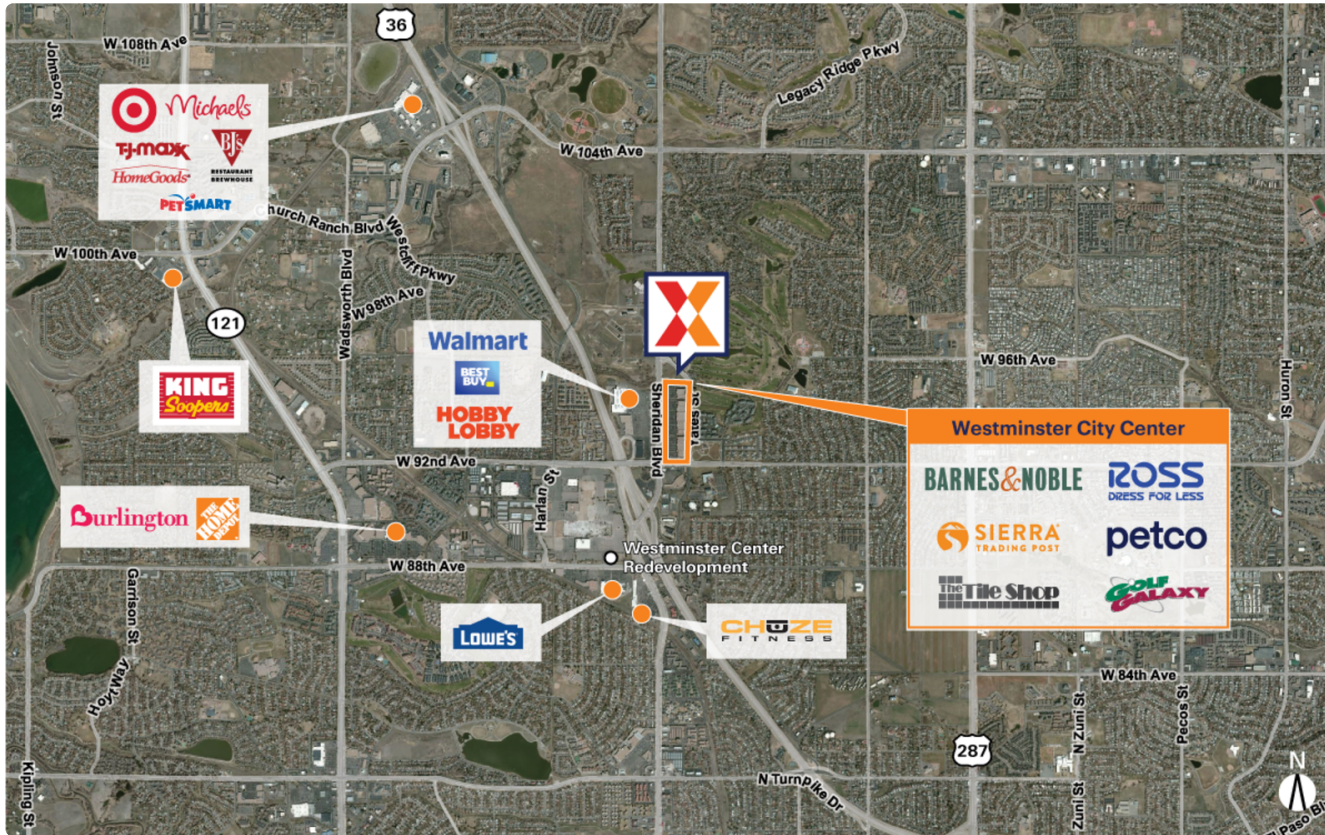 36
W 108th Ave
Johnson St
Legacy Ridge Pkwy
Michaels
T.J.maxx
BJ's
RESTAURANT
BREWHOUSE
HomeGoods
PETSMART
W 104th Ave
Church Ranch Blvd
Westcliff Pkwy
W 100th Ave
Wadsworth Blvd
W 98th Ave
121
KING
Soopers
Walmart
BEST
BUY
HOBBY
LOBBY
W 96th Ave
Huron St
Sheridan Blvd
Yates St
Westminster City Center
BARNES&NOBLE
ROSS
DRESS FOR LESS
SIERRA
TRADING POST
petco
The Tile Shop
GOLF
GALAXY
W 92nd Ave
Harlan St
Burlington
THE
HOME
DEPOT
Westminster Center
Redevelopment
W 88th Ave
LOWE'S
CHUZE
FITNESS
Garrison St
Hoyt Way
W 84th Ave
Pecos St
N Zuni St
Zuni St
287
N Turnpike Dr
Kipling St
N